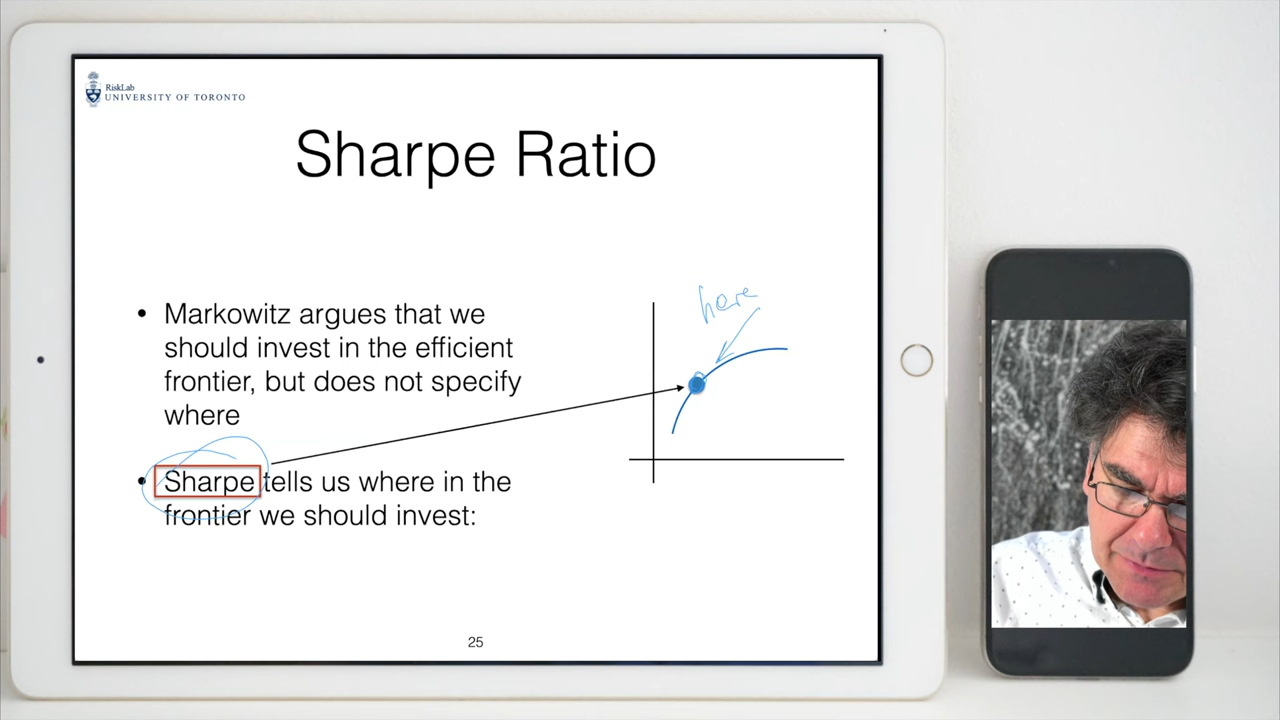 RiskLab
UNIVERSITY OF TORONTO
Sharpe Ratio
• Markowitz argues that we
should invest in the efficient
frontier, but does not specify
where
here
• Sharpe tells us where in the
frontier we should invest:
25